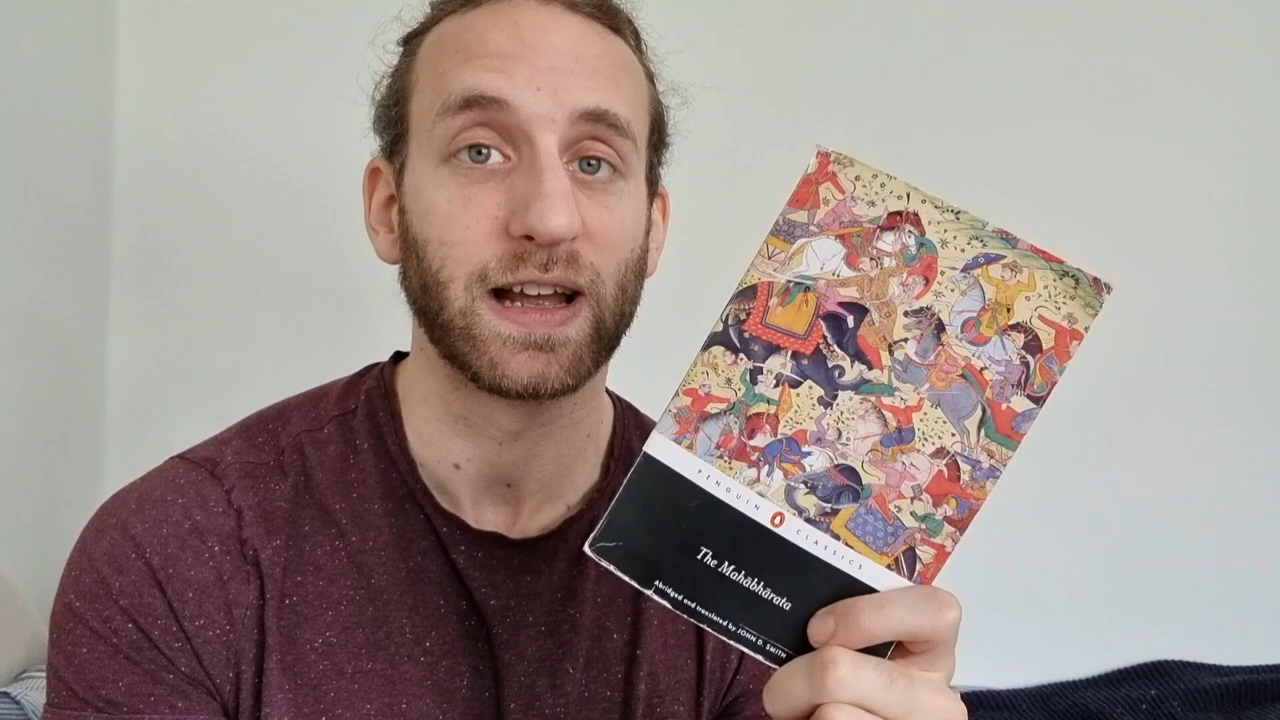 PENGUIN CLASSICS
The Mahābhārata
Abridged and translated by JOHN D. SMITH